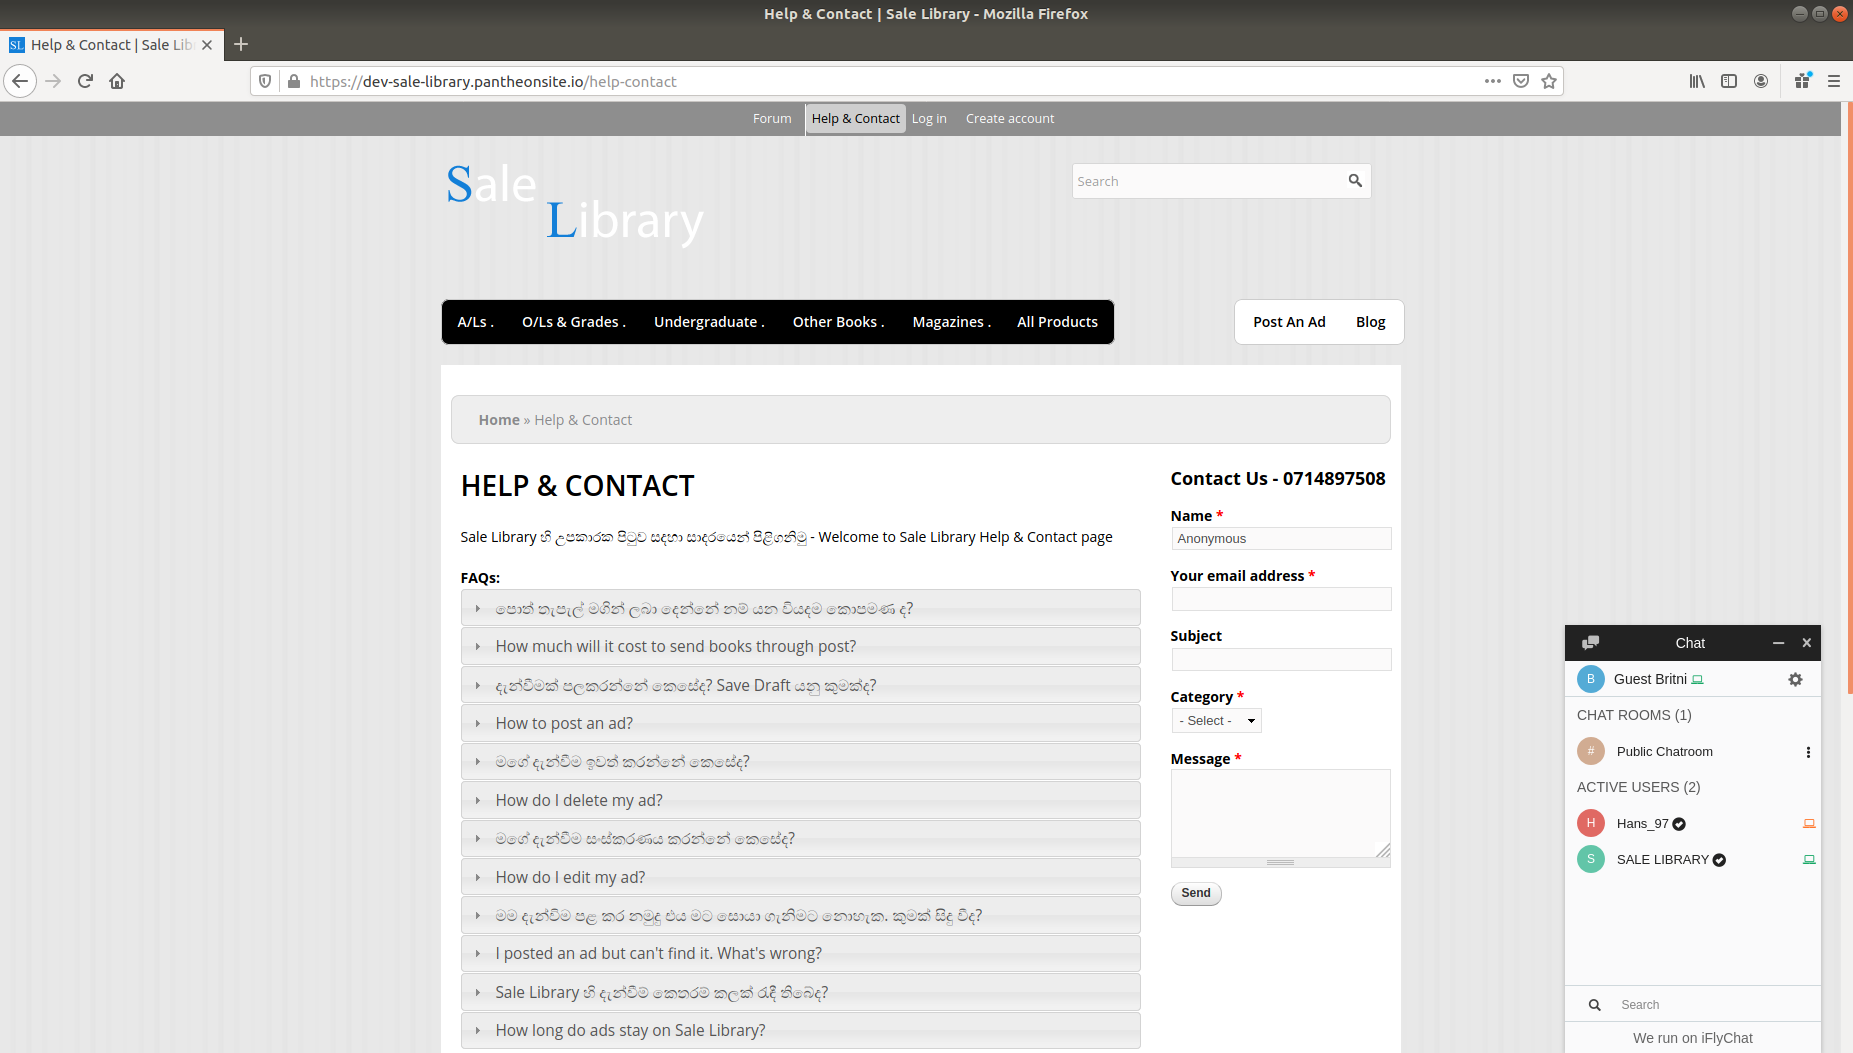 Help & Contact | Sale Library - Mozilla Firefox
SL Help & Contact | Sale Lib
https://dev-sale-library.pantheonsite.io/help-contact
Forum Help & Contact Log in Create account
Sale
Library
Search
A/Ls . O/Ls & Grades . Undergraduate . Other Books . Magazines . All Products
Post An Ad Blog
Home » Help & Contact
HELP & CONTACT
Sale Library හි උපකාරක පිටුව සදහා සාදරයෙන් පිළිගනිමු - Welcome to Sale Library Help & Contact page
FAQs:
පොත් තැපැල් මගින් ලබා දෙන්නේ නම් යන වියදම කොපමණ ද?
How much will it cost to send books through post?
දැන්වීමක් පලකරන්නේ කෙසේද? Save Draft යනු කුමක්ද?
How to post an ad?
මගේ දැන්වීම ඉවත් කරන්නේ කෙසේද?
How do I delete my ad?
මගේ දැන්වීම සංස්කරණය කරන්නේ කෙසේද?
How do I edit my ad?
මම දැන්විම පළ කර නමුදු එය මට සොයා ගැනිමට නොහැක. කුමක් සිදු වීද?
I posted an ad but can't find it. What's wrong?
Sale Library හි දැන්වීම් කෙතරම් කලක් රැඳී තිබේද?
How long do ads stay on Sale Library?
Contact Us - 0714897508
Name *
Anonymous
Your email address *
Subject
Category *
- Select -
Message *
Send
Chat
B Guest Britni
CHAT ROOMS (1)
# Public Chatroom
ACTIVE USERS (2)
H Hans_97
S SALE LIBRARY
Search
We run on iFlyChat